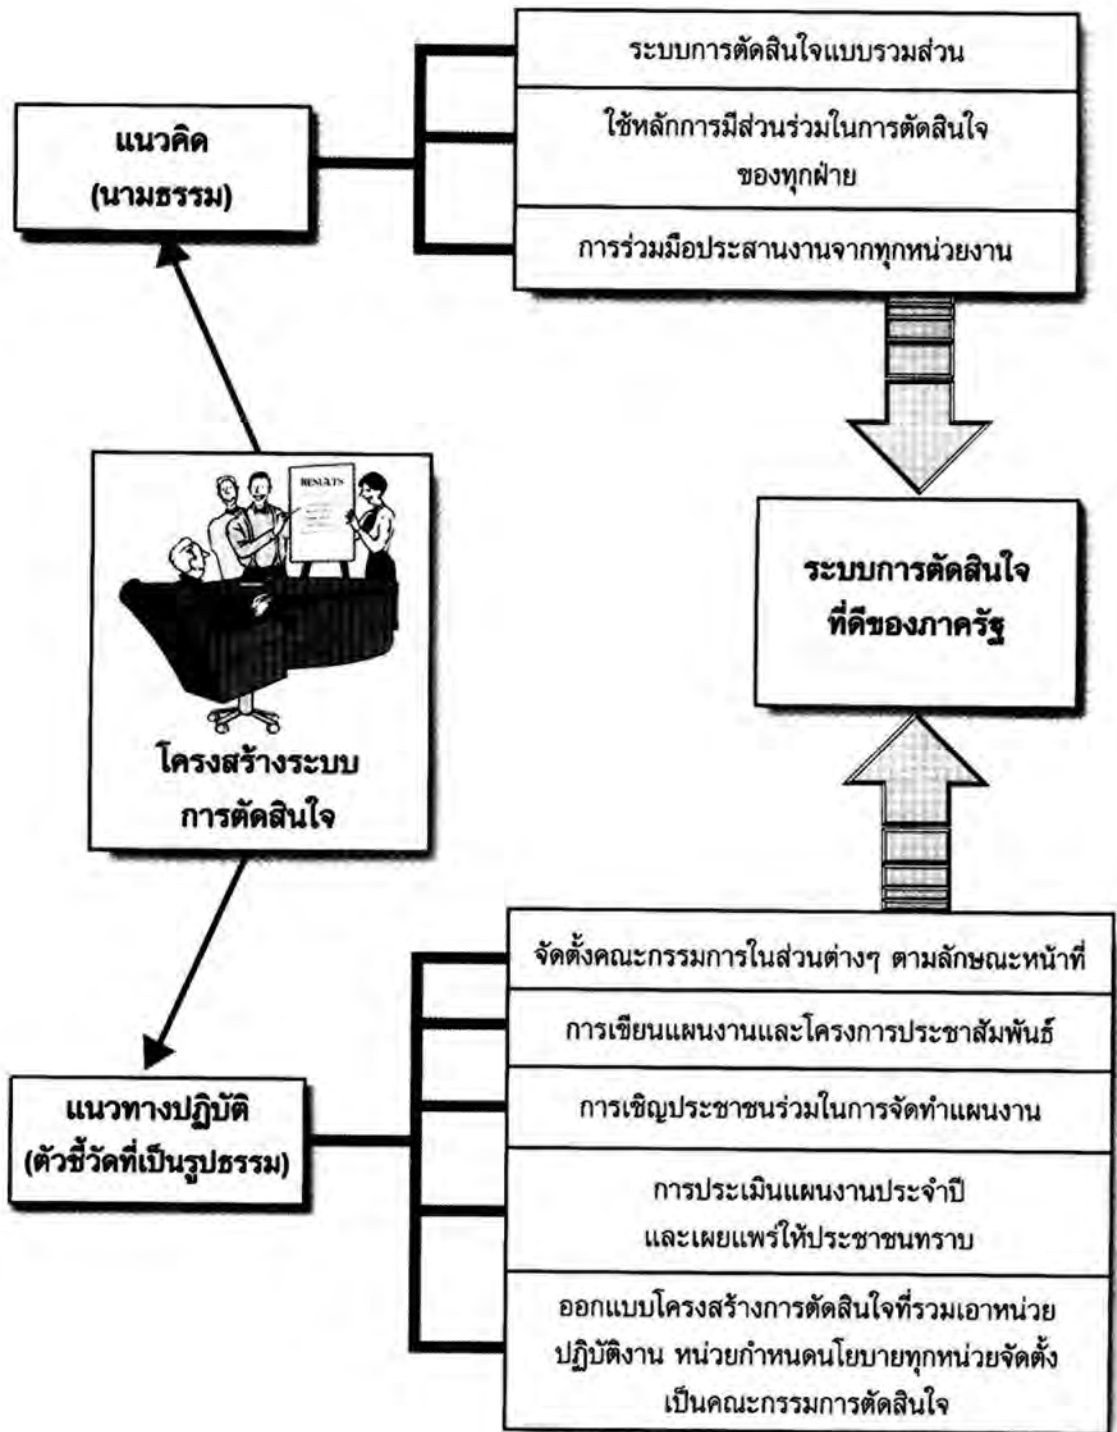 ระบบการตัดสินใจแบบรวมส่วน
ใช้หลักการมีส่วนร่วมในการตัดสินใจ
ของทุกฝ่าย
การร่วมมือประสานงานจากทุกหน่วยงาน
แนวคิด
(นามธรรม)
RESULTS
โครงสร้างระบบ
การตัดสินใจ
ระบบการตัดสินใจ
ที่ดีของภาครัฐ
แนวทางปฏิบัติ
(ตัวชี้วัดที่เป็นรูปธรรม)
จัดตั้งคณะกรรมการในส่วนต่างๆ ตามลักษณะหน้าที่
การเขียนแผนงานและโครงการประชาสัมพันธ์
การเชิญประชาชนร่วมในการจัดทำแผนงาน
การประเมินแผนงานประจำปี
และเผยแพร่ให้ประชาชนทราบ
ออกแบบโครงสร้างการตัดสินใจที่รวมเอาหน่วย
ปฏิบัติงาน หน่วยกำหนดนโยบายทุกหน่วยจัดตั้ง
เป็นคณะกรรมการตัดสินใจ